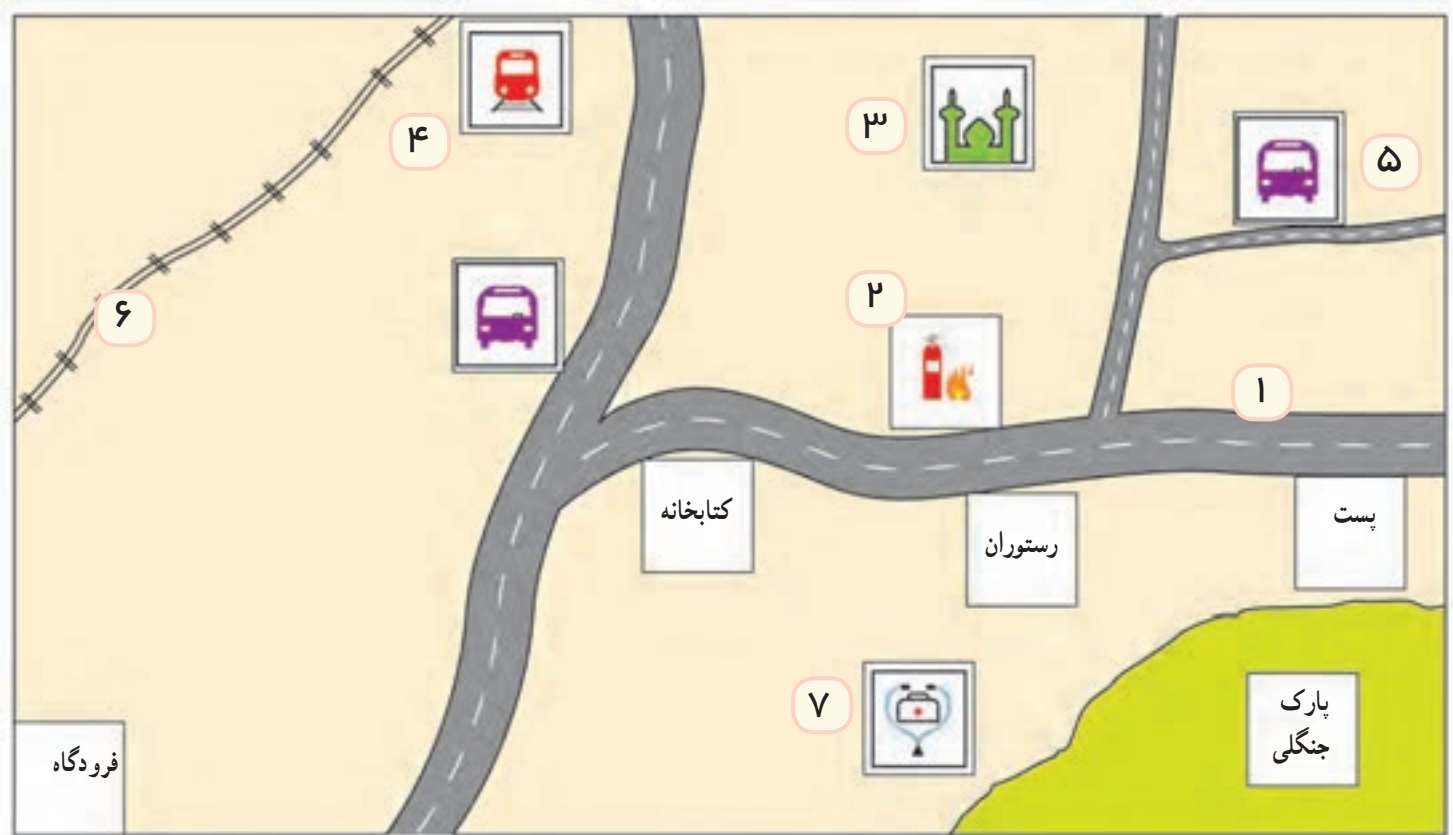 ۴
۳
۵
۶
۲
۱
کتابخانه
رستوران
پست
۷
پارک
جنگلی
فرودگاه